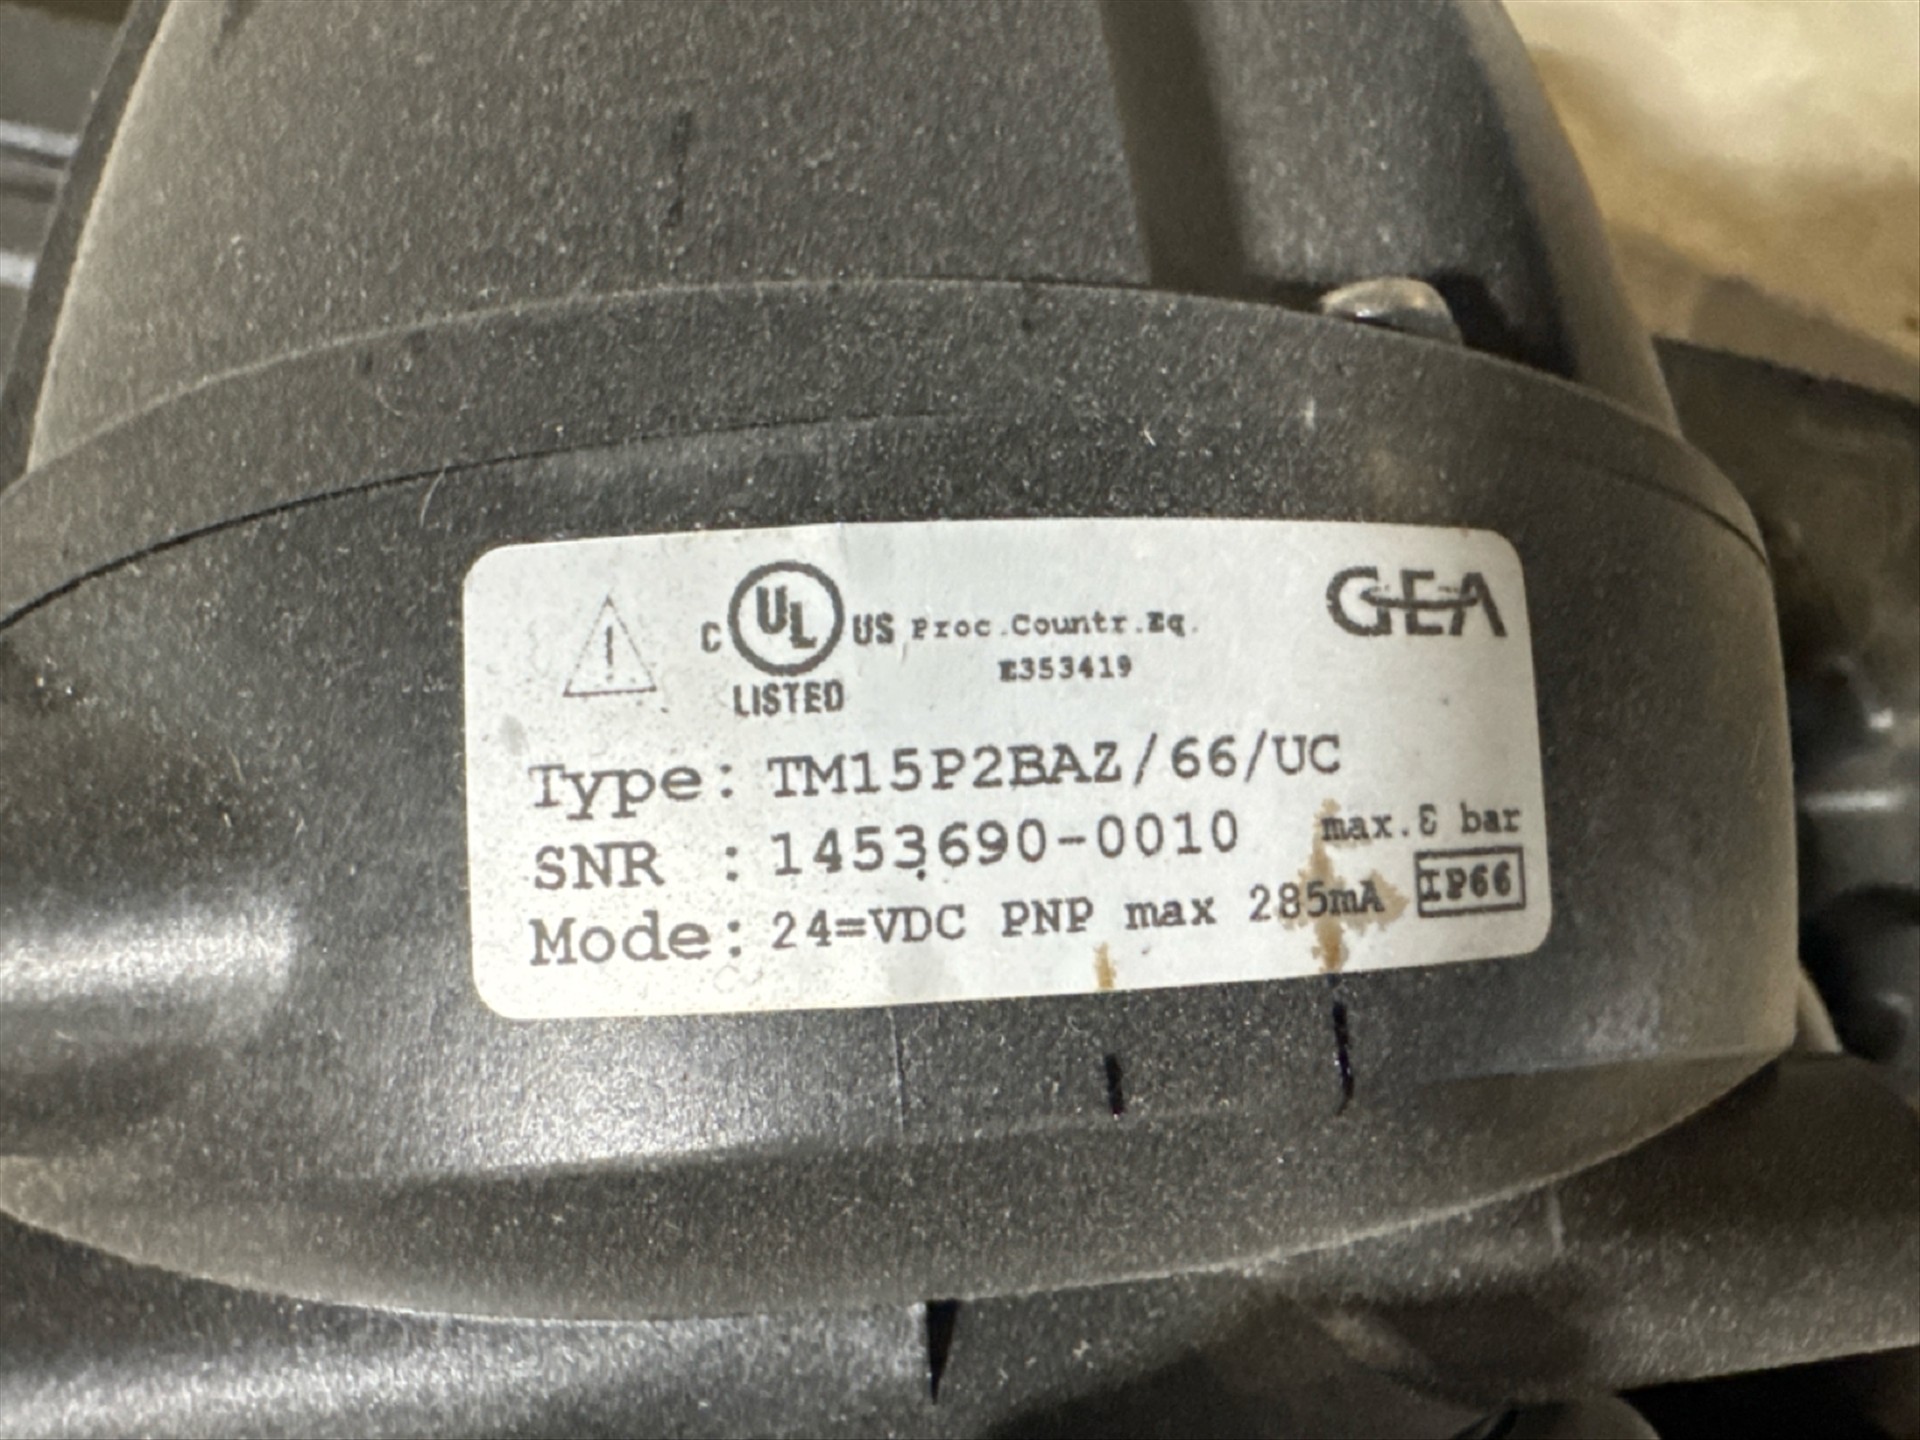 C UL US Proc.Countr.Eq. GEA
LISTED E353419
Type: TM15P2BAZ/66/UC
SNR : 1453690-0010 max.8 bar
Mode: 24=VDC PNP max 285mA IP66